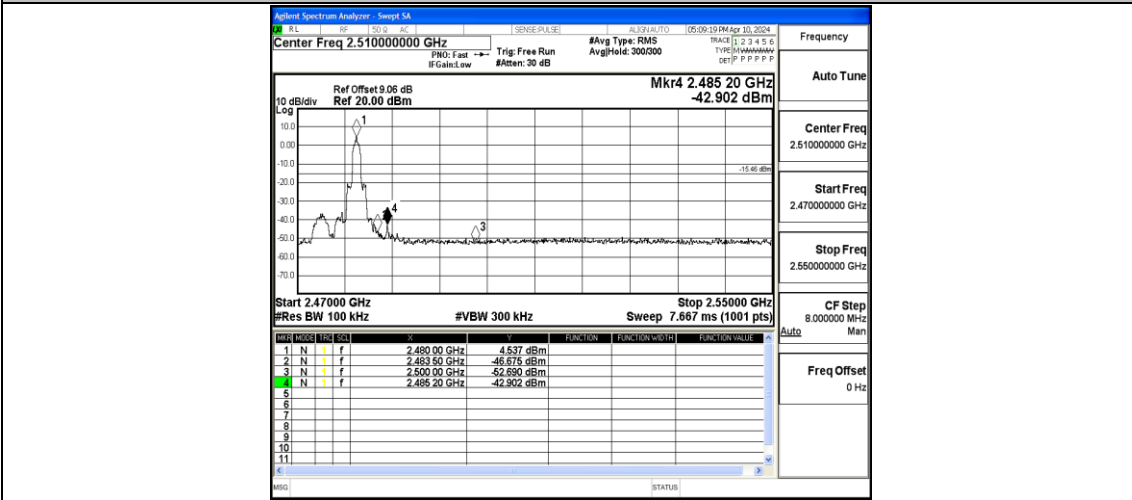 Agilent Spectrum Analyzer - Swept SA
RL RF 50 Ω AC SENSE:PULSE ALIGN AUTO 05:09:19 PM Apr 10, 2024
Center Freq 2.510000000 GHz
PNO: Fast
IFGain:Low
Trig: Free Run
#Atten: 30 dB
#Avg Type: RMS
Avg|Hold: 300/300
TRACE 1 2 3 4 5 6
TYPE MWWWWW
DET P P P P P P
Mkr4 2.485 20 GHz
-42.902 dBm
Ref Offset 9.06 dB
10 dB/div Ref 20.00 dBm
Log
10.0
0.00
-10.0
-20.0
-30.0
-40.0
-50.0
-60.0
-70.0
1
4
3
-15.46 dBm
Start 2.47000 GHz Stop 2.55000 GHz
#Res BW 100 kHz #VBW 300 kHz Sweep 7.667 ms (1001 pts)
MKR MODE TRC SCL X Y FUNCTION FUNCTION WIDTH FUNCTION VALUE
1 N 1 f 2.480 00 GHz 4.537 dBm
2 N 1 f 2.483 50 GHz -46.675 dBm
3 N 1 f 2.500 00 GHz -52.690 dBm
4 N 1 f 2.485 20 GHz -42.902 dBm
5
6
7
8
9
10
11
MSG STATUS
Frequency
Auto Tune
Center Freq
2.510000000 GHz
Start Freq
2.470000000 GHz
Stop Freq
2.550000000 GHz
CF Step
8.000000 MHz
Auto Man
Freq Offset
0 Hz